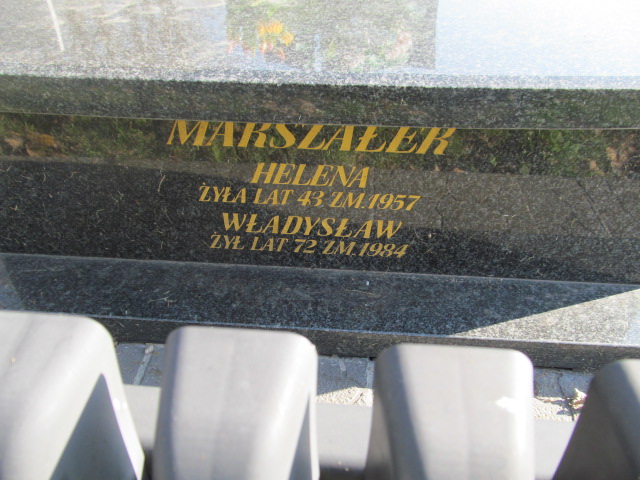 MARSZAŁEK
HELENA
ŻYŁA LAT 43 ZM.1957
WŁADYSŁAW
ŻYŁ LAT 72 ZM.1984